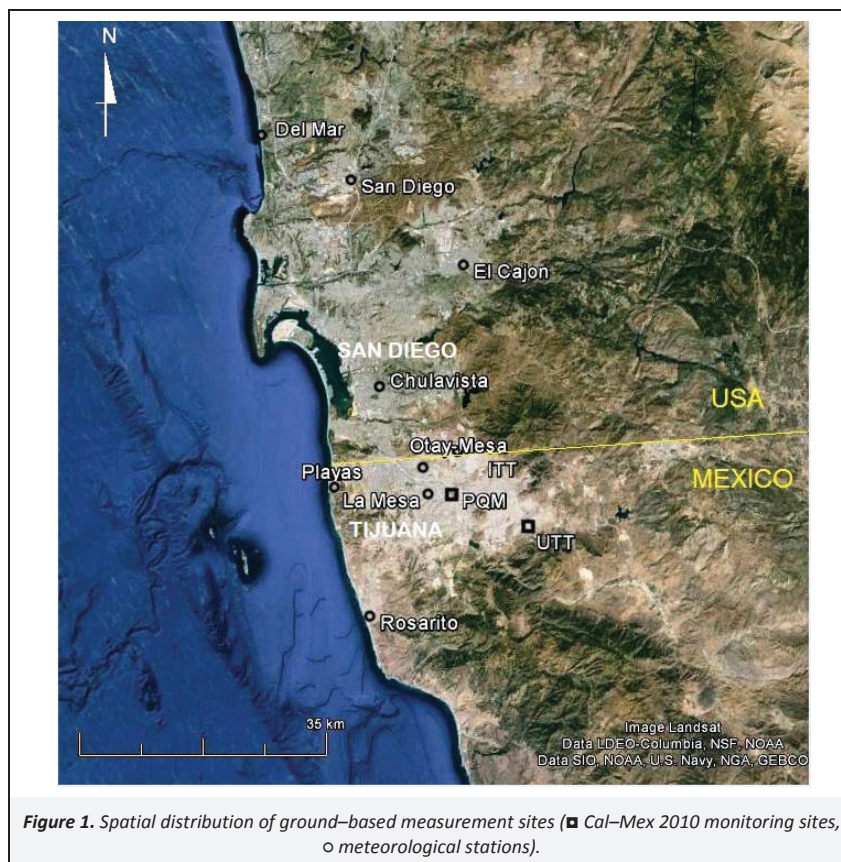 N
Del Mar
San Diego
El Cajon
SAN DIEGO
Chulavista
USA
Otay-Mesa
ITT
MEXICO
Playas
La Mesa
PQM
TIJUANA
UTT
Rosarito
35 km
Image Landsat
Data LDEO-Columbia, NSF, NOAA
Data SIO, NOAA, U.S. Navy, NGA, GEBCO
Figure 1. Spatial distribution of ground–based measurement sites (◘ Cal–Mex 2010 monitoring sites,
○ meteorological stations).